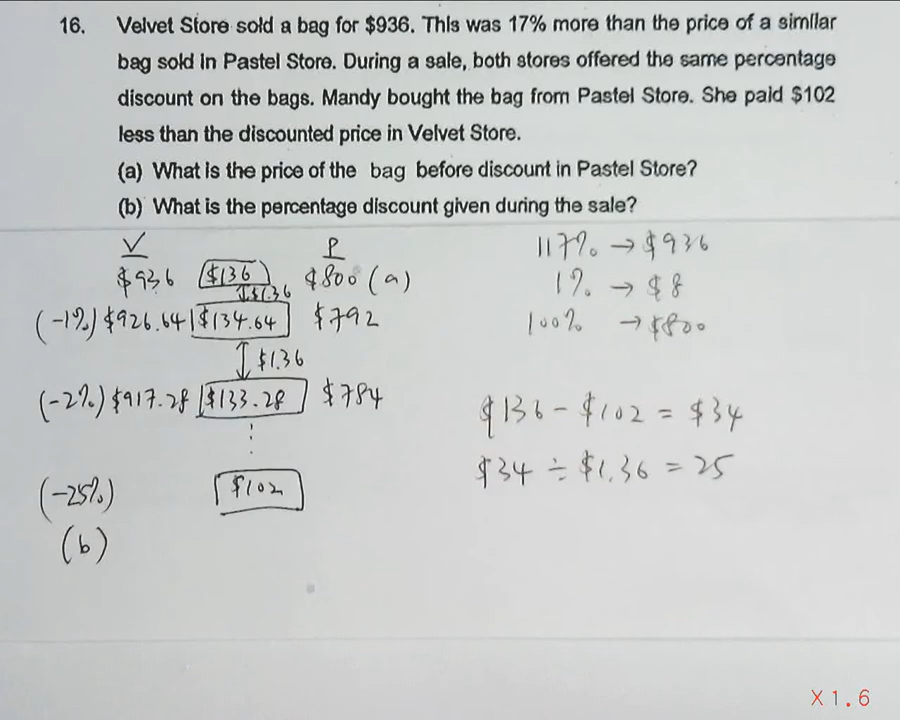 16. Velvet Store sold a bag for $936. This was 17% more than the price of a similar
bag sold in Pastel Store. During a sale, both stores offered the same percentage
discount on the bags. Mandy bought the bag from Pastel Store. She paid $102
less than the discounted price in Velvet Store.
(a) What is the price of the bag before discount in Pastel Store?
(b) What is the percentage discount given during the sale?
V P
$936 $136 $800 (a)
$1.36
(-1%) $926.64 $134.64 $792
$1.36
(-2%) $917.28 $133.28 $784
⋮
(-25%) $102
(b)
117% → $936
1% → $8
100% → $800
$136 - $102 = $34
$34 ÷ $1.36 = 25
X1.6